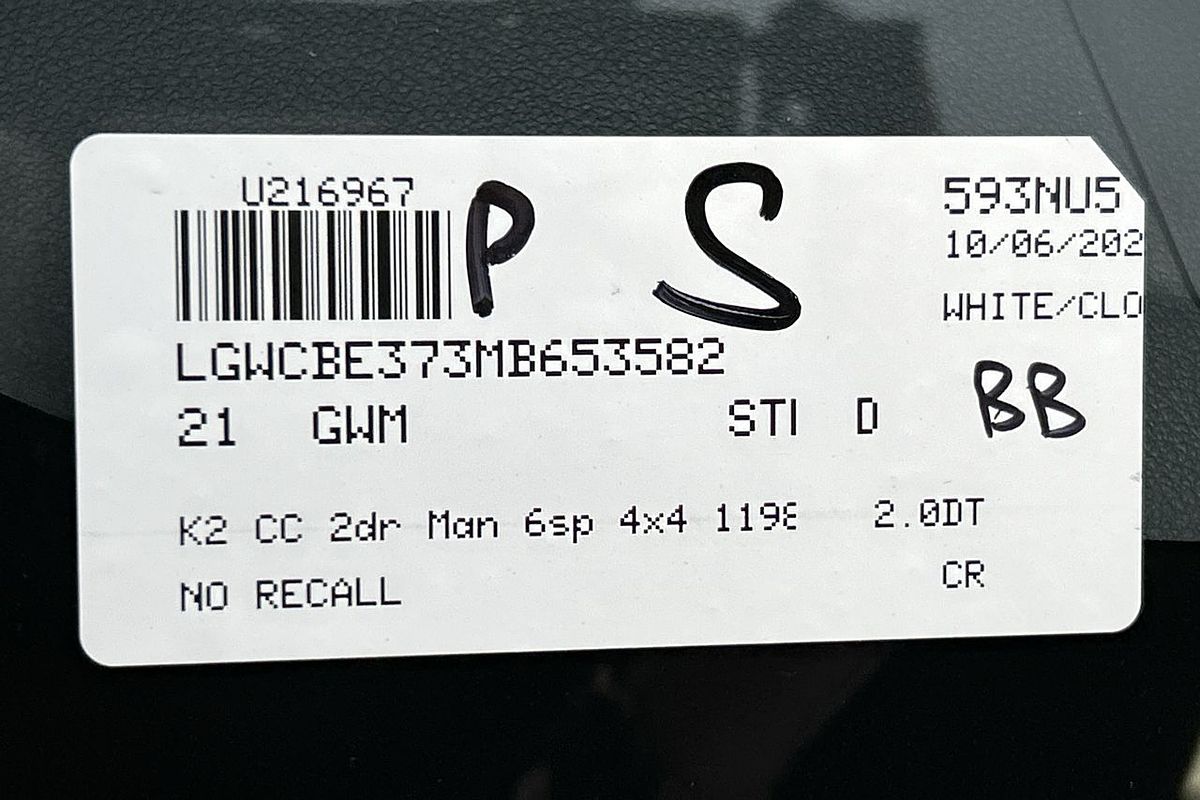 U216967
P S
593NU5
10/06/202
WHITE/CLO
LGWCBE373MB653582
21 GWM STI D BB
K2 CC 2dr Man 6sp 4x4 1198 2.0DT
NO RECALL CR